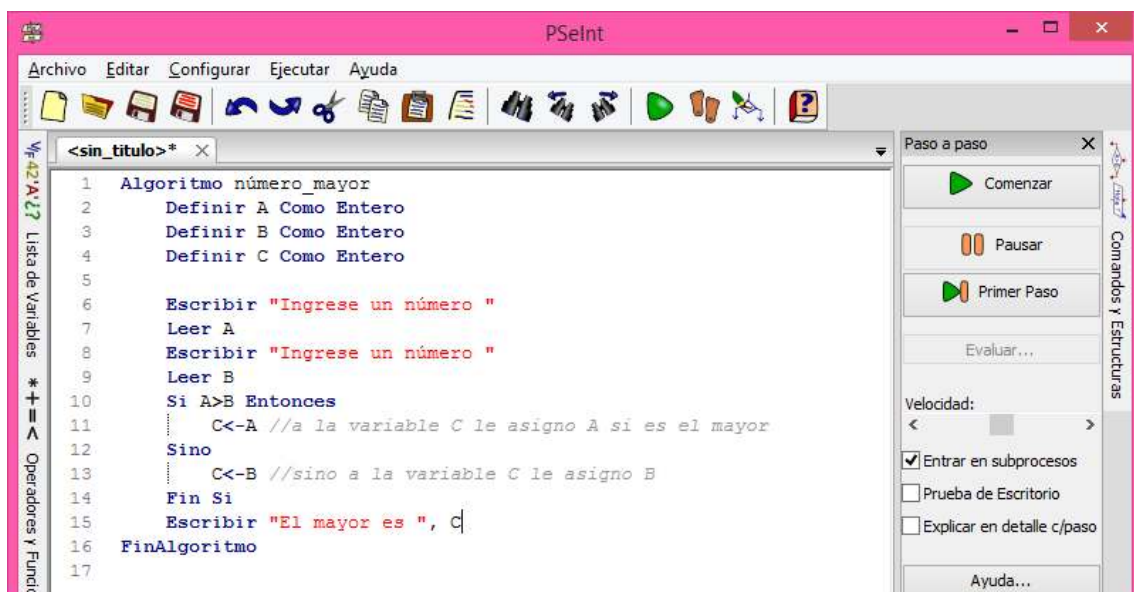 PSeInt
Archivo Editar Configurar Ejecutar Ayuda
<sin_titulo>*
1 Algoritmo número_mayor
2 Definir A Como Entero
3 Definir B Como Entero
4 Definir C Como Entero
5
6 Escribir "Ingrese un número "
7 Leer A
8 Escribir "Ingrese un número "
9 Leer B
10 Si A>B Entonces
11 C<-A //a la variable C le asigno A si es el mayor
12 Sino
13 C<-B //sino a la variable C le asigno B
14 Fin Si
15 Escribir "El mayor es ", C
16 FinAlgoritmo
17
Paso a paso
Comenzar
Pausar
Primer Paso
Evaluar...
Velocidad:
Entrar en subprocesos
Prueba de Escritorio
Explicar en detalle c/paso
Ayuda...
42 'A' ¿? Lista de Variables
*+=< Operadores y Funcio
Comandos y Estructuras